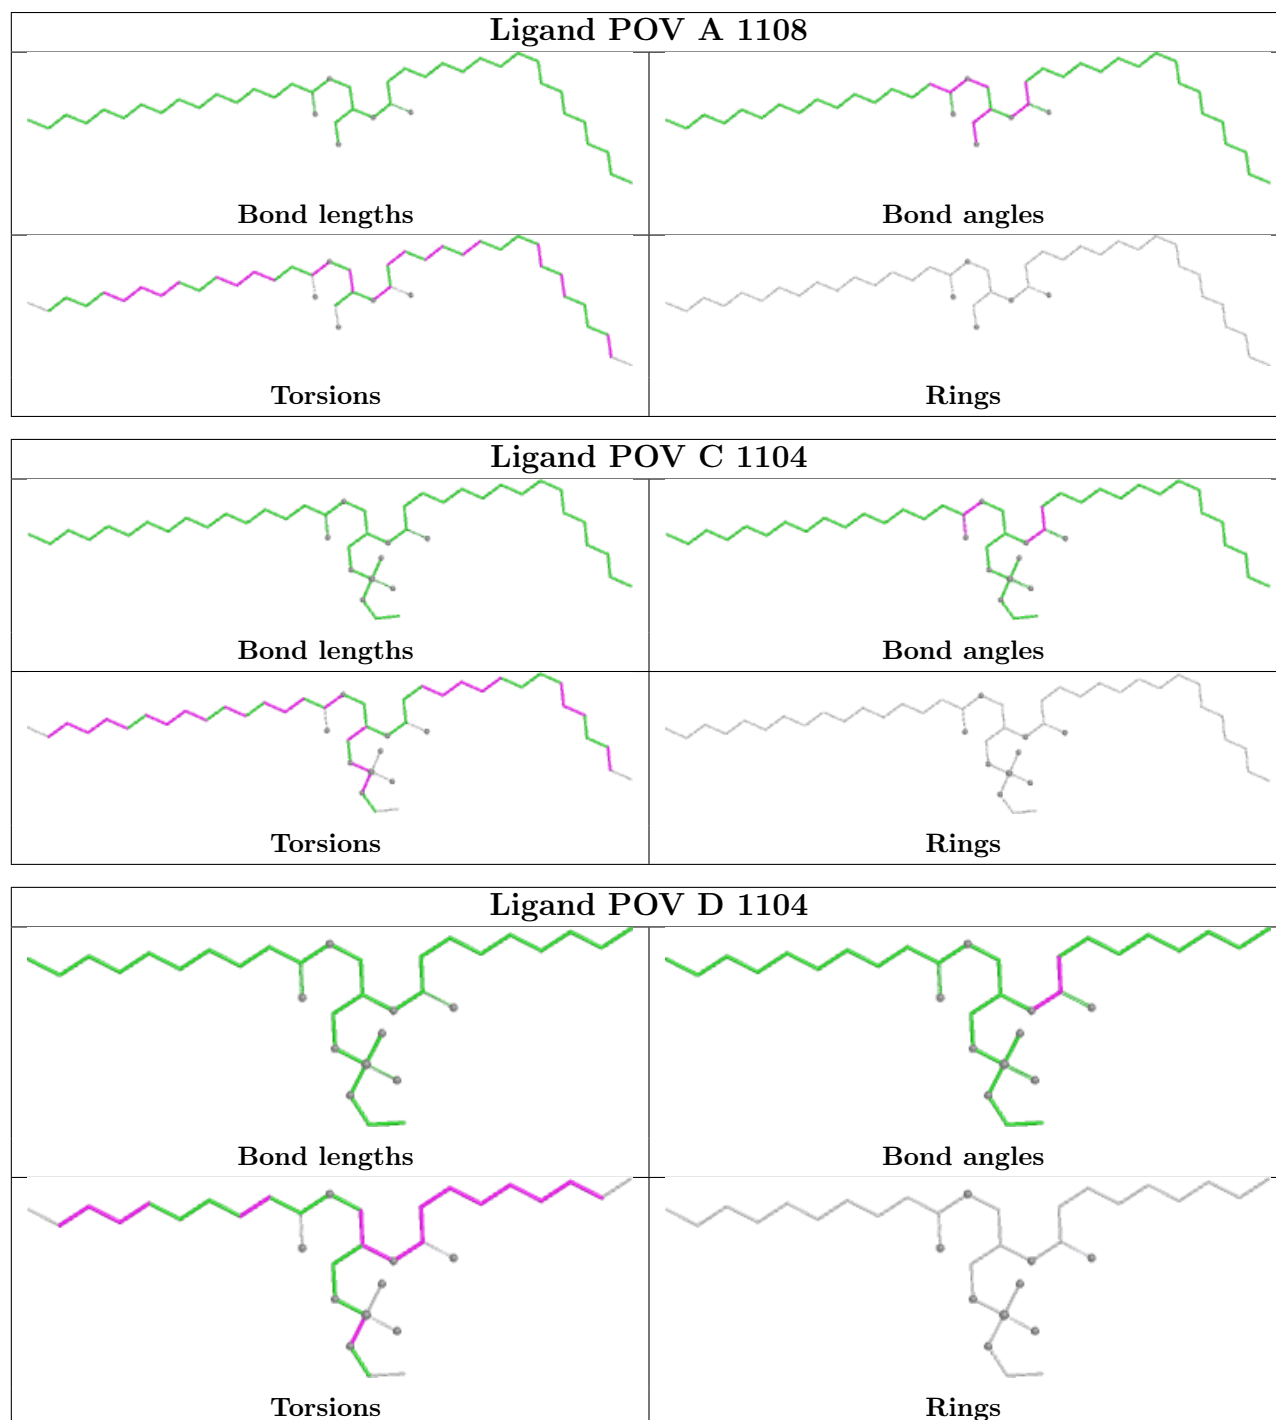 Ligand POV A 1108
Bond lengths
Bond angles
Torsions
Rings
Ligand POV C 1104
Bond lengths
Bond angles
Torsions
Rings
Ligand POV D 1104
Bond lengths
Bond angles
Torsions
Rings